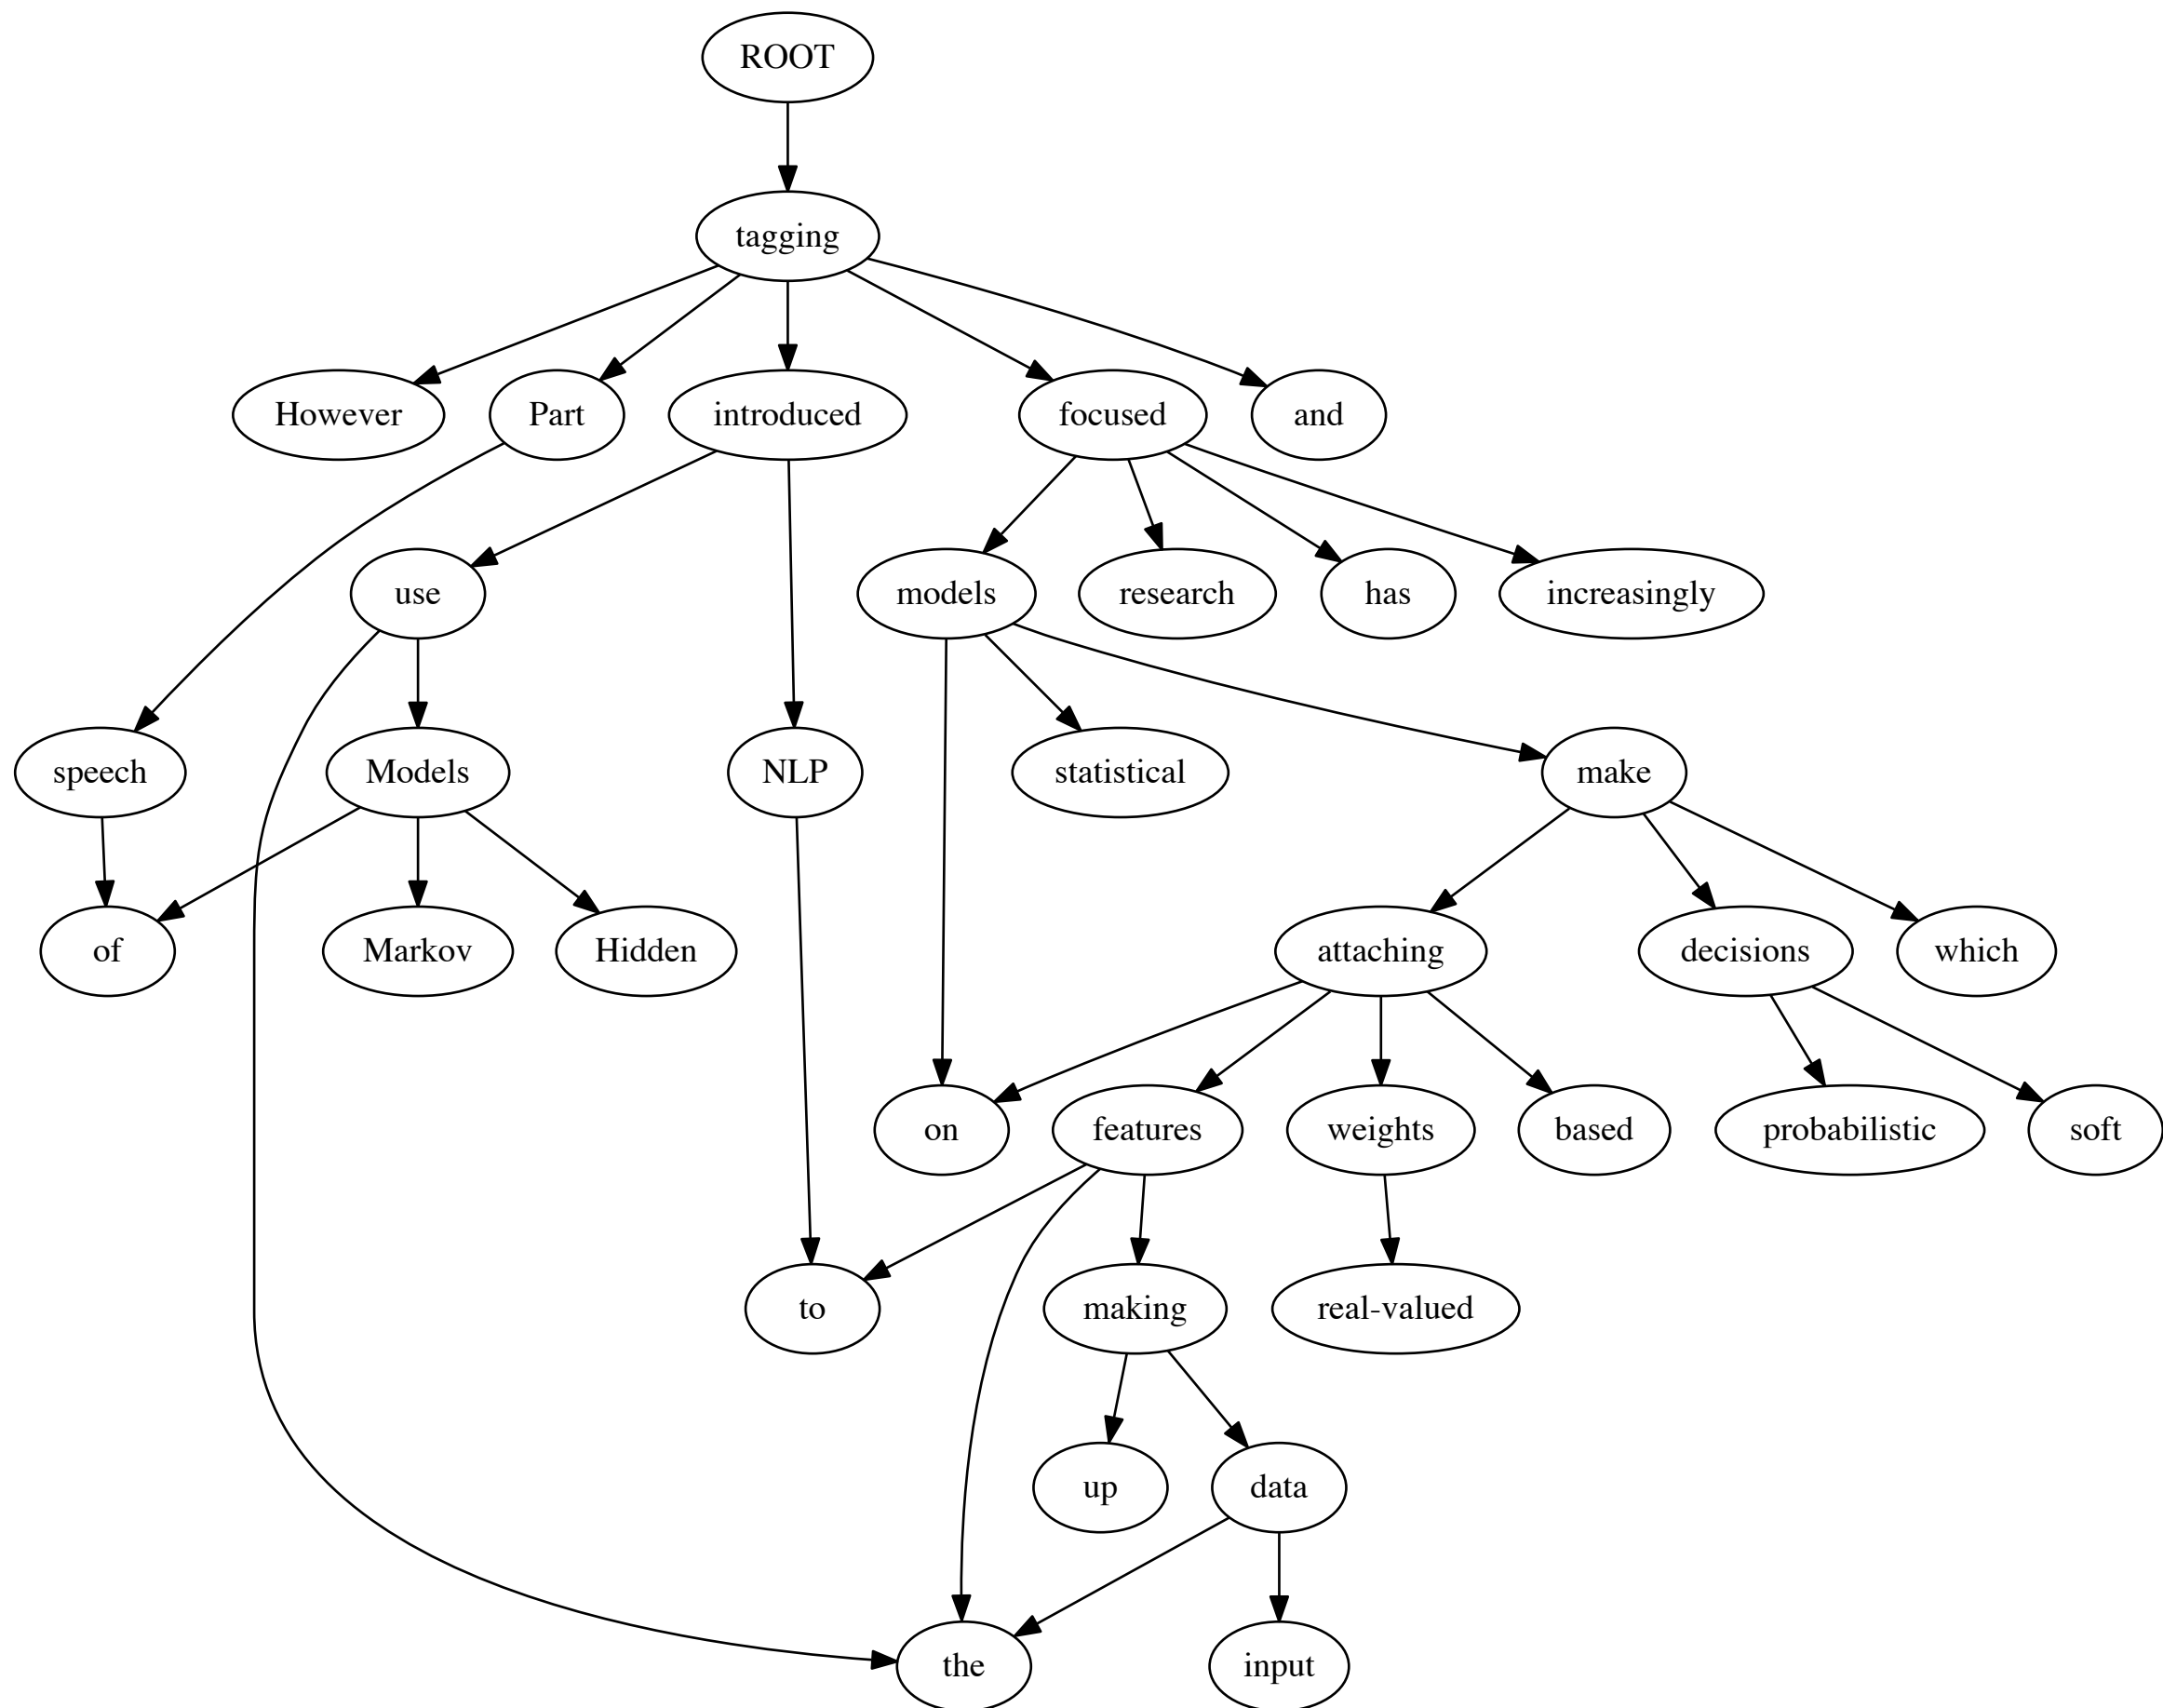 ROOT
tagging
However Part introduced focused and
use models research has increasingly
speech Models NLP statistical make
of Markov Hidden attaching decisions which
on features weights based probabilistic soft
to making real-valued
up data
the input